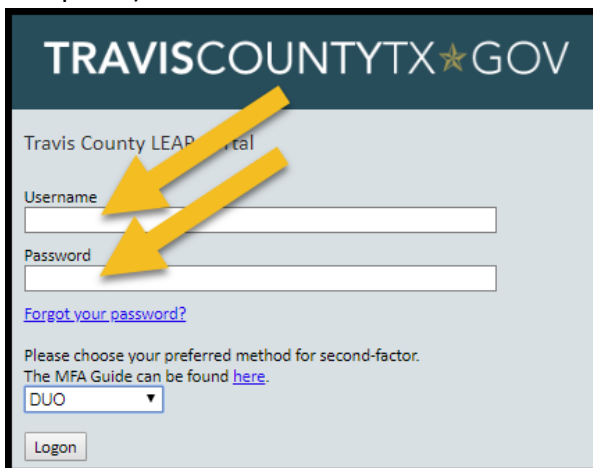 TRAVISCOUNTYTX GOV
Travis County LEAP
Username
Password
Forgot your password?
Please choose your preferred method for second-factor.
The MFA Guide can be found here.
DUO
Logon